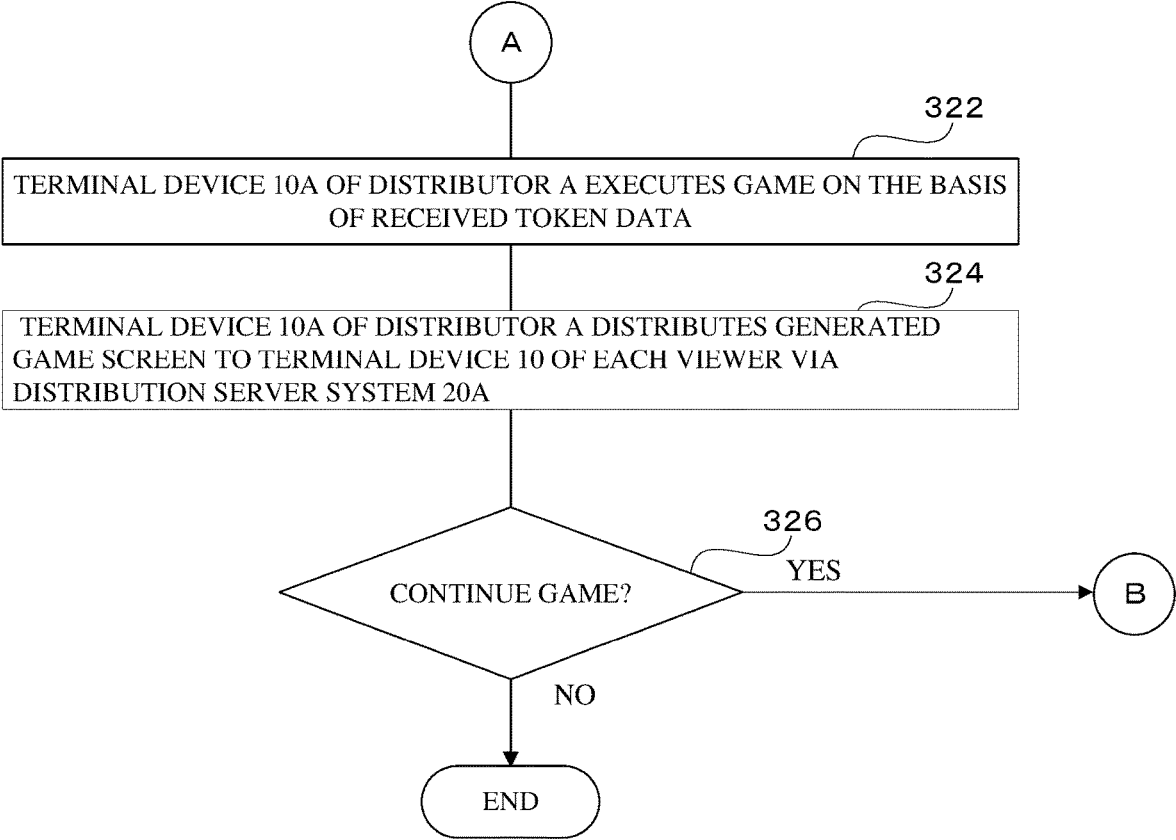 A
322
TERMINAL DEVICE 10A OF DISTRIBUTOR A EXECUTES GAME ON THE BASIS
OF RECEIVED TOKEN DATA
324
TERMINAL DEVICE 10A OF DISTRIBUTOR A DISTRIBUTES GENERATED
GAME SCREEN TO TERMINAL DEVICE 10 OF EACH VIEWER VIA
DISTRIBUTION SERVER SYSTEM 20A
326
YES
CONTINUE GAME?
B
NO
END